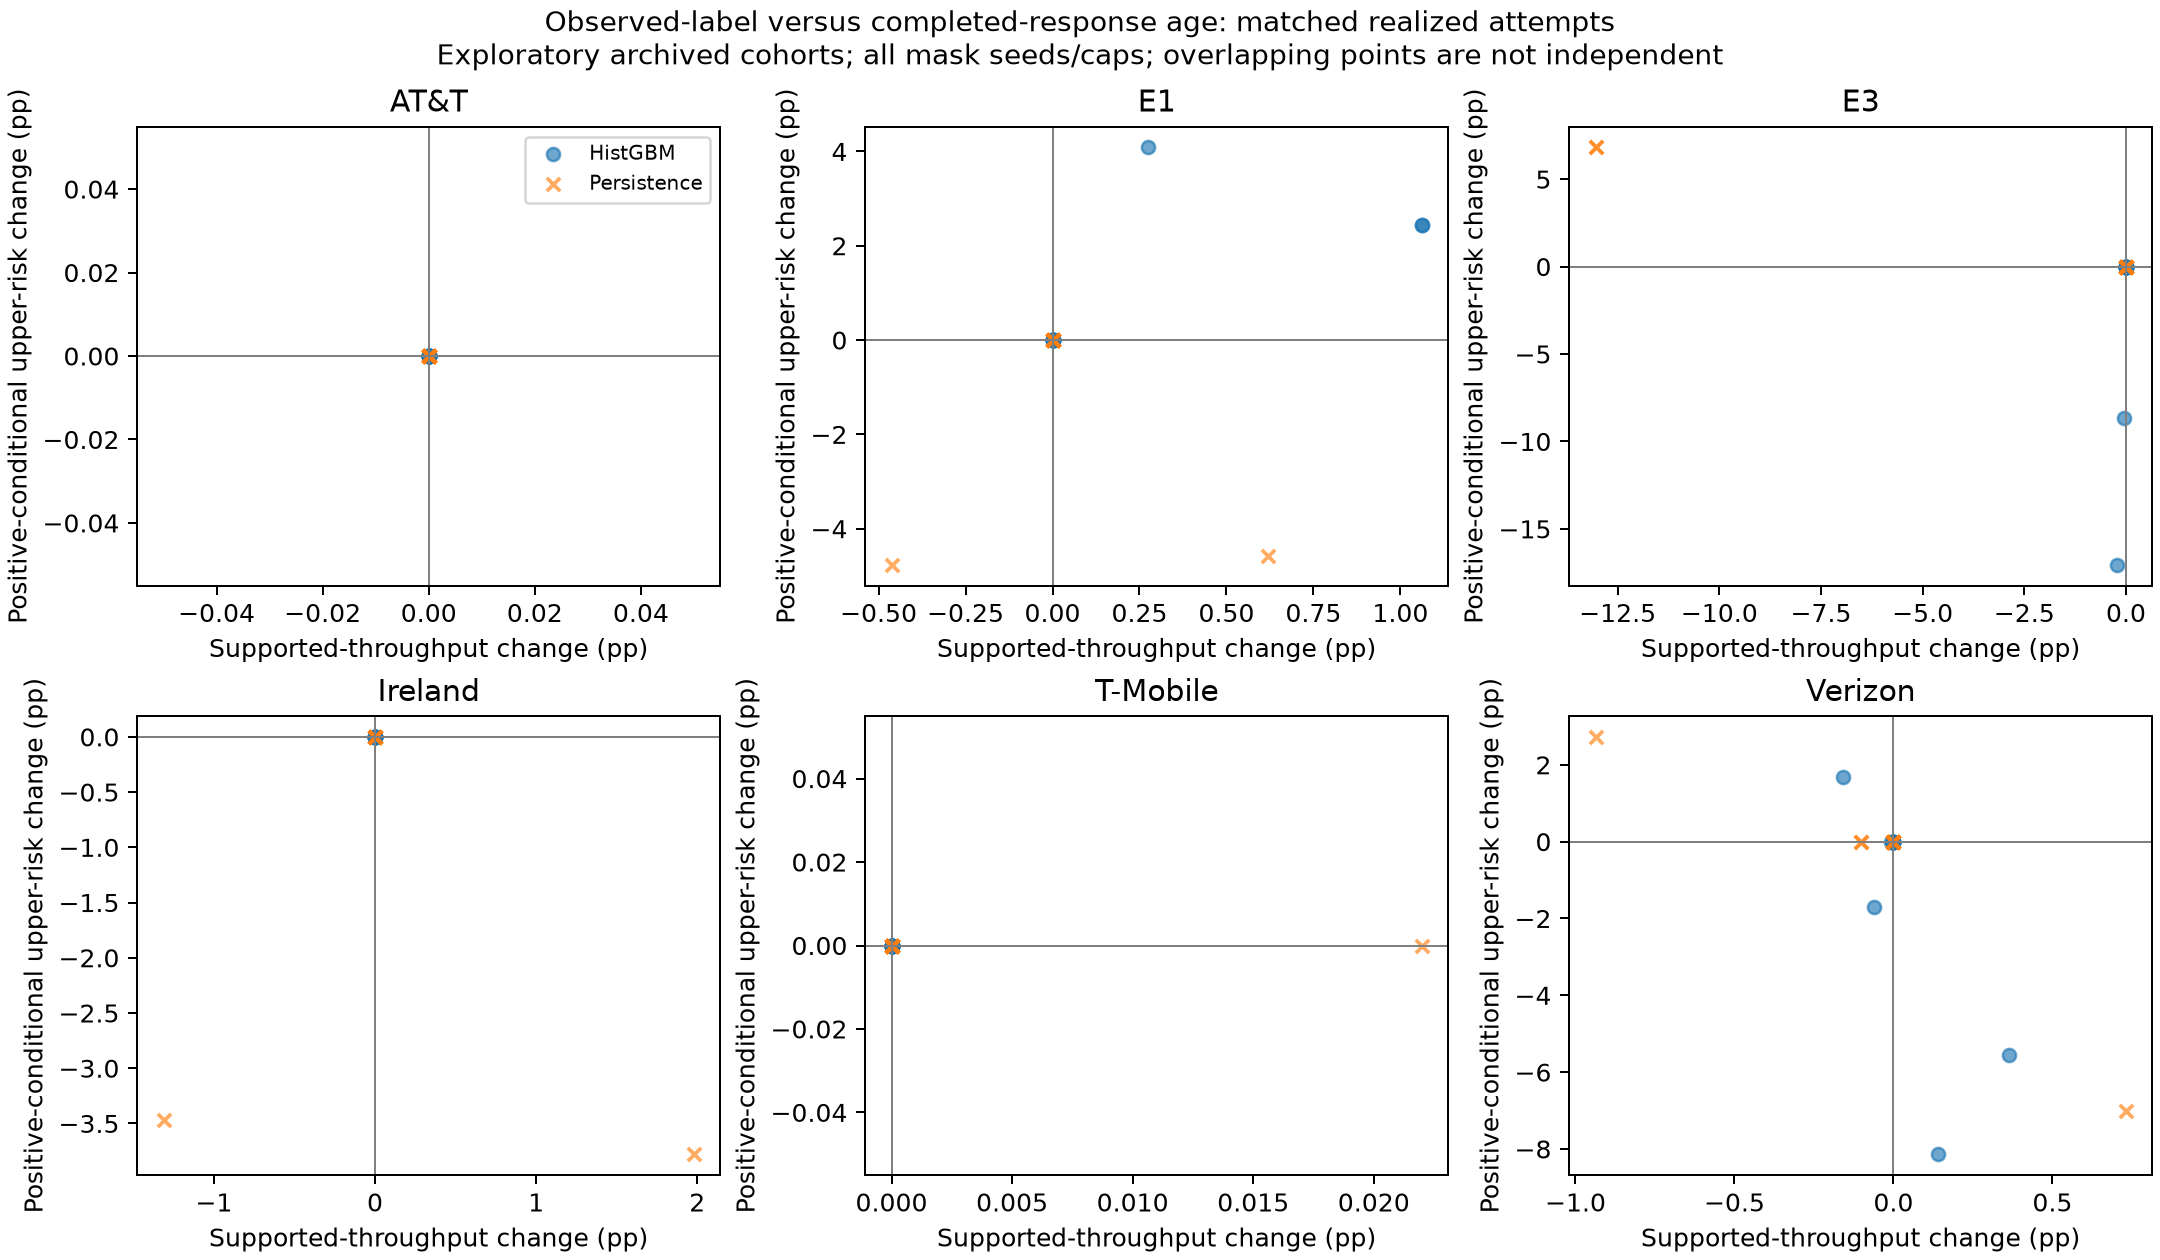 Observed-label versus completed-response age: matched realized attempts
Exploratory archived cohorts; all mask seeds/caps; overlapping points are not independent
AT&T
Positive-conditional upper-risk change (pp)
0.04
0.02
0.00
−0.02
−0.04
HistGBM
Persistence
−0.04 −0.02 0.00 0.02 0.04
Supported-throughput change (pp)
E1
Positive-conditional upper-risk change (pp)
4
2
0
−2
−4
−0.50 −0.25 0.00 0.25 0.50 0.75 1.00
Supported-throughput change (pp)
E3
Positive-conditional upper-risk change (pp)
5
0
−5
−10
−15
−12.5 −10.0 −7.5 −5.0 −2.5 0.0
Supported-throughput change (pp)
Ireland
Positive-conditional upper-risk change (pp)
0.0
−0.5
−1.0
−1.5
−2.0
−2.5
−3.0
−3.5
−1 0 1 2
Supported-throughput change (pp)
T-Mobile
Positive-conditional upper-risk change (pp)
0.04
0.02
0.00
−0.02
−0.04
0.000 0.005 0.010 0.015 0.020
Supported-throughput change (pp)
Verizon
Positive-conditional upper-risk change (pp)
2
0
−2
−4
−6
−8
−1.0 −0.5 0.0 0.5
Supported-throughput change (pp)